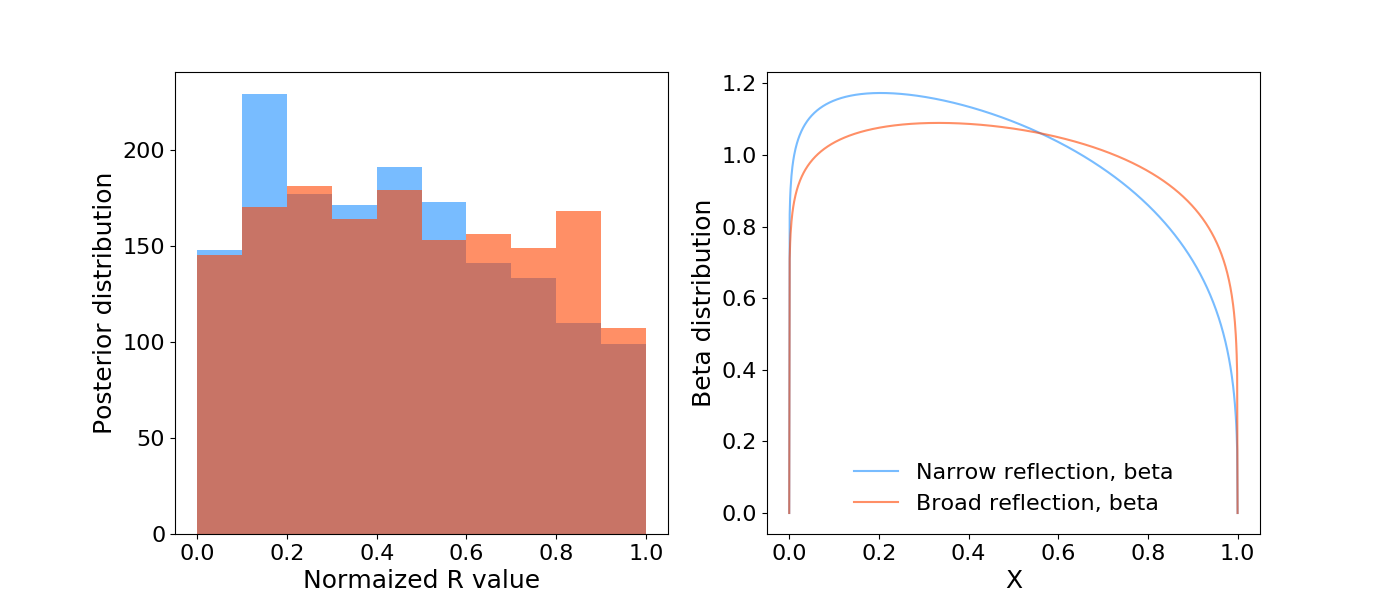 Posterior distribution
200
150
100
50
0
0.0 0.2 0.4 0.6 0.8 1.0
Normaized R value
Beta distribution
1.2
1.0
0.8
0.6
0.4
0.2
0.0
Narrow reflection, beta
Broad reflection, beta
0.0 0.2 0.4 0.6 0.8 1.0
X